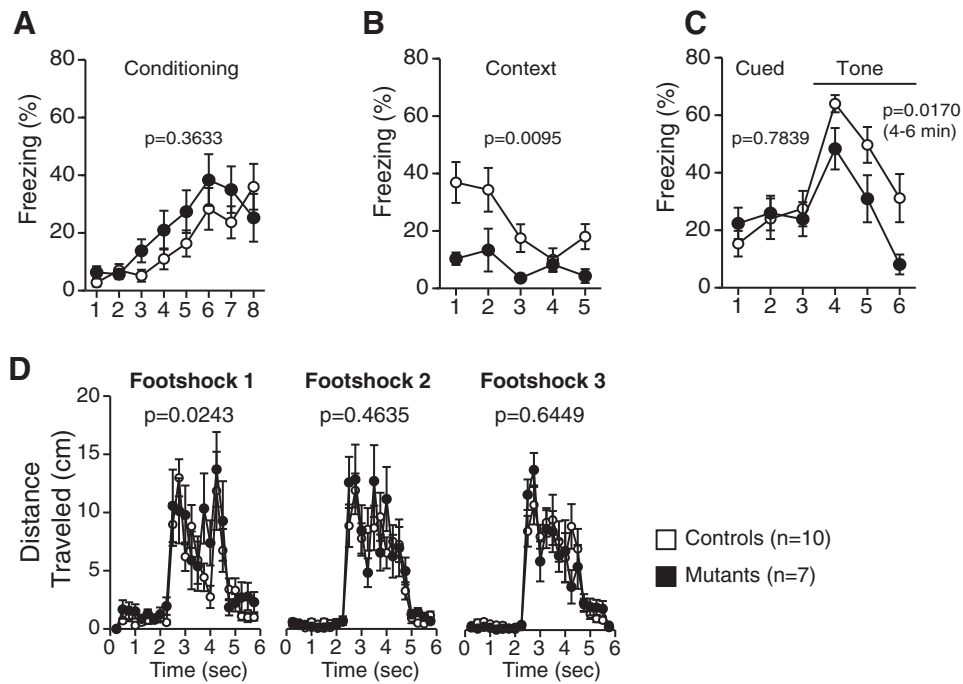 A
Conditioning
Freezing (%)
80
60
40
20
0
p=0.3633
1 2 3 4 5 6 7 8
B
Context
Freezing (%)
80
60
40
20
0
p=0.0095
1 2 3 4 5
C
Cued Tone
Freezing (%)
80
60
40
20
0
p=0.7839
p=0.0170
(4-6 min)
1 2 3 4 5 6
D
Footshock 1 Footshock 2 Footshock 3
p=0.0243 p=0.4635 p=0.6449
Distance
Traveled (cm)
20
15
10
5
0
0 1 2 3 4 5 6
Time (sec)
0 1 2 3 4 5 6
Time (sec)
0 1 2 3 4 5 6
Time (sec)
Controls (n=10)
Mutants (n=7)